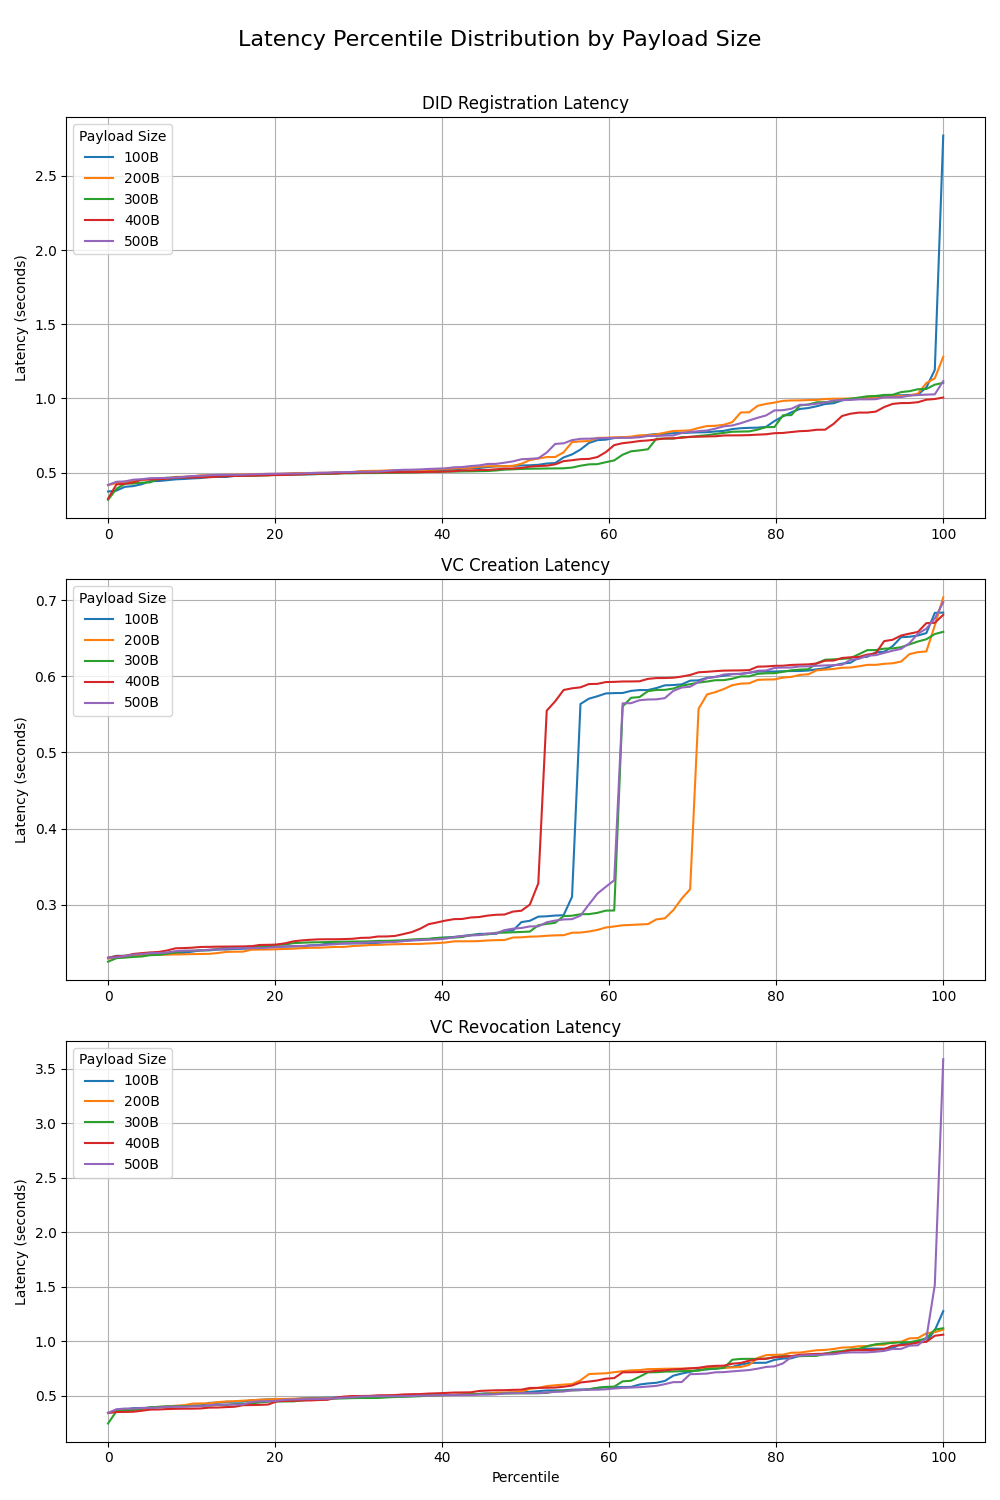 Latency Percentile Distribution by Payload Size
DID Registration Latency
Payload Size
100B
200B
300B
400B
500B
Latency (seconds)
2.5
2.0
1.5
1.0
0.5
0 20 40 60 80 100
VC Creation Latency
Payload Size
100B
200B
300B
400B
500B
Latency (seconds)
0.7
0.6
0.5
0.4
0.3
0 20 40 60 80 100
VC Revocation Latency
Payload Size
100B
200B
300B
400B
500B
Latency (seconds)
3.5
3.0
2.5
2.0
1.5
1.0
0.5
0 20 40 60 80 100
Percentile